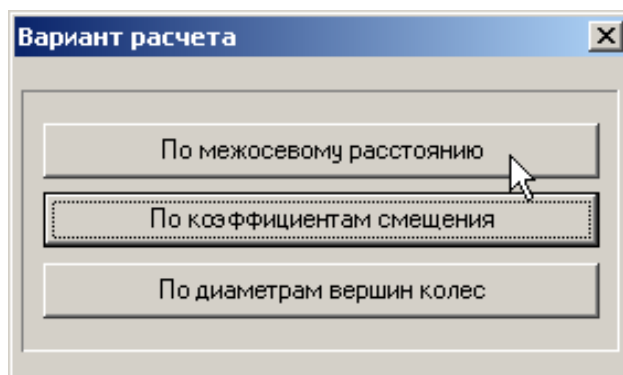 Вариант расчета
По межосевому расстоянию
По коэффициентам смещения
По диаметрам вершин колес